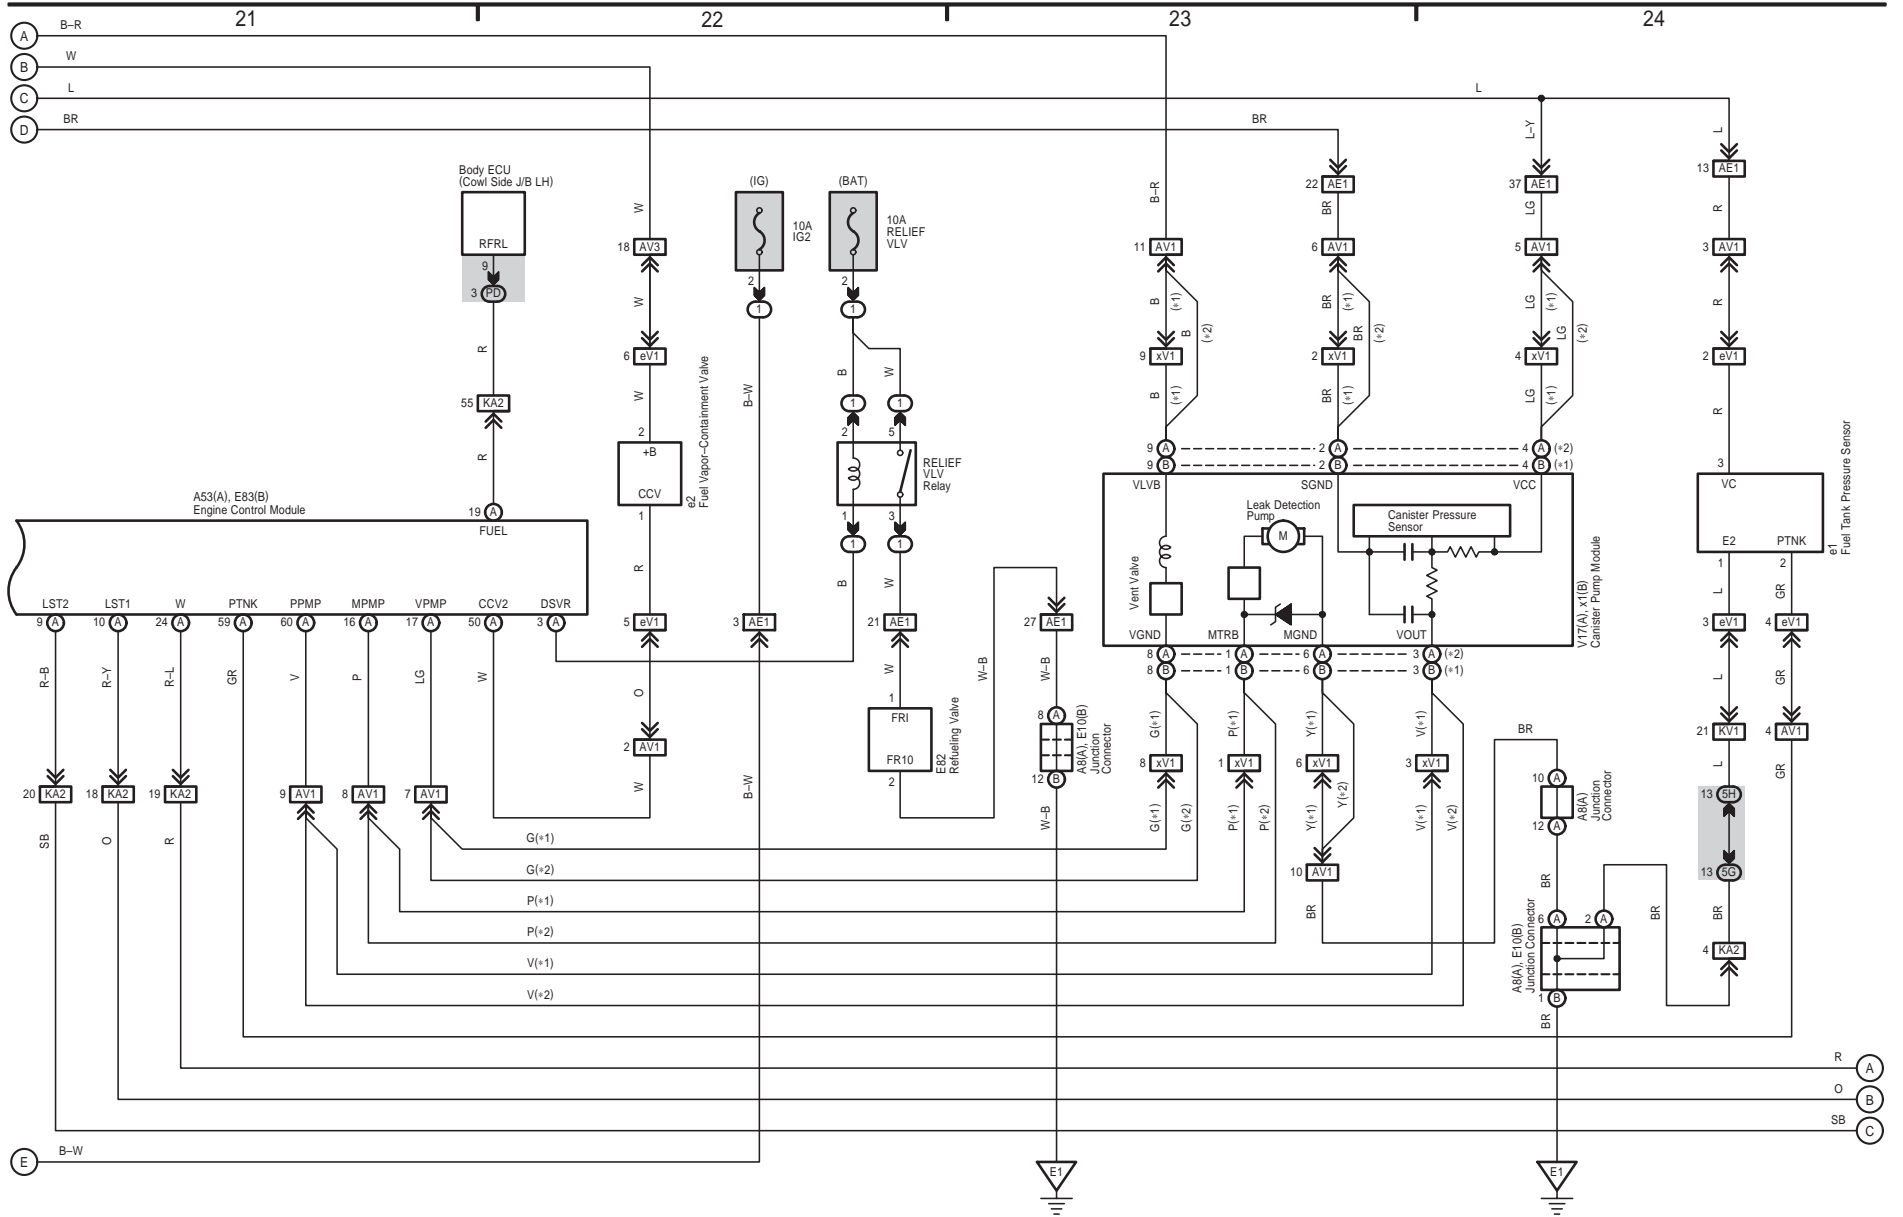 21
22
23
24
A
B–R
B
W
C
L
L
D
BR
BR
Body ECU
(Cowl Side J/B LH)
RFRL
9
3 PD
R
55 KA2
R
19 A
FUEL
A53(A), E83(B)
Engine Control Module
LST2
LST1
W
PTNK
PPMP
MPMP
VPMP
CCV2
DSVR
9 A
10 A
24 A
59 A
60 A
16 A
17 A
50 A
3 A
R–B
R–Y
R–L
GR
V
P
LG
W
20 KA2
18 KA2
19 KA2
9 AV1
8 AV1
7 AV1
SB
O
R
W
18 AV3
W
6 eV1
W
2
+B
CCV
e2
Fuel Vapor–Containment Valve
1
R
5 eV1
O
2 AV1
W
(IG)
10A
IG2
2
1
B–W
3 AE1
B–W
(BAT)
10A
RELIEF
VLV
2
1
B
W
1
1
2
5
RELIEF
VLV
Relay
1
3
1
1
B
W
21 AE1
W
1
FRI
FR10
E82
Refueling Valve
2
W–B
27 AE1
W–B
8 A
A8(A), E10(B)
Junction
Connector
12 B
W–B
E1
B–R
11 AV1
B
(*1)
B
(*2)
9 xV1
B
(*1)
22 AE1
BR
6 AV1
BR
(*1)
BR
(*2)
2 xV1
BR
(*1)
L–Y
37 AE1
LG
5 AV1
LG
(*1)
LG
(*2)
4 xV1
LG
(*1)
9 A
2 A
4 A (*2)
9 B
2 B
4 B (*1)
VLVB
SGND
VCC
Leak Detection
Pump
M
Canister Pressure
Sensor
Vent Valve
V17(A), x1(B)
Canister Pump Module
VGND
MTRB
MGND
VOUT
8 A
1 A
6 A
3 A (*2)
8 B
1 B
6 B
3 B (*1)
G(*1)
P(*1)
Y(*1)
V(*1)
8 xV1
1 xV1
6 xV1
3 xV1
G(*1)
G(*2)
P(*1)
P(*2)
Y(*1)
Y(*2)
V(*1)
V(*2)
10 AV1
BR
G(*1)
G(*2)
P(*1)
P(*2)
V(*1)
V(*2)
BR
10 A
A8(A)
Junction
Connector
12 A
BR
6 A
2 A
A8(A), E10(B)
Junction Connector
1 B
BR
E1
BR
L
13 AE1
R
3 AV1
R
2 eV1
R
3
VC
E2
PTNK
e1
Fuel Tank Pressure Sensor
1
2
L
GR
3 eV1
4 eV1
L
GR
21 KV1
4 AV1
L
GR
13 5H
13 5G
BR
4 KA2
R
A
O
B
SB
C
E
B–W